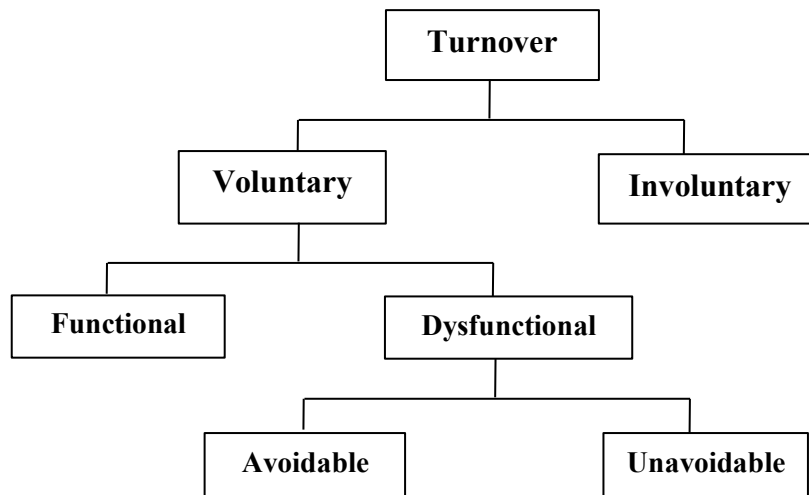 Turnover
Voluntary
Involuntary
Functional
Dysfunctional
Avoidable
Unavoidable